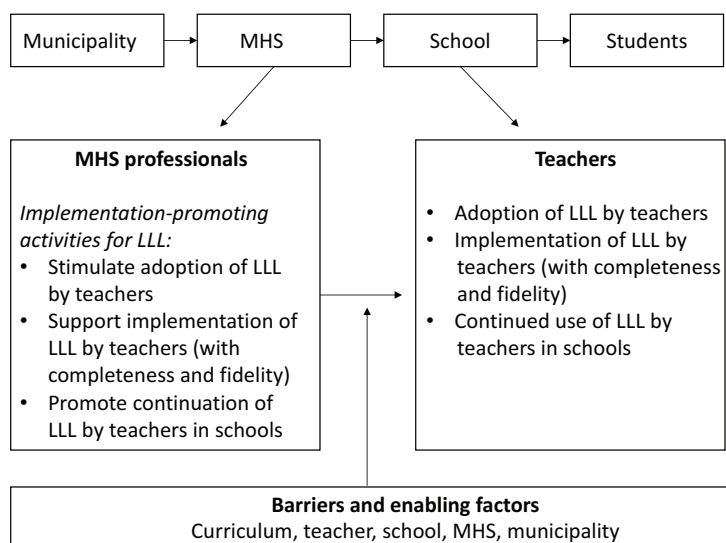 Municipality
MHS
School
Students
MHS professionals
Implementation-promoting
activities for LLL:
• Stimulate adoption of LLL
by teachers
• Support implementation of
LLL by teachers (with
completeness and fidelity)
• Promote continuation of
LLL by teachers in schools
Teachers
• Adoption of LLL by teachers
• Implementation of LLL by
teachers (with completeness
and fidelity)
• Continued use of LLL by
teachers in schools
Barriers and enabling factors
Curriculum, teacher, school, MHS, municipality